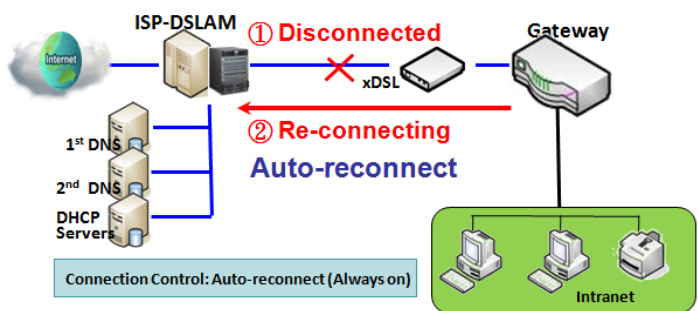 ISP-DSLAM
① Disconnected
Gateway
Internet
xDSL
② Re-connecting
1st DNS
Auto-reconnect
2nd DNS
DHCP
Servers
Connection Control: Auto-reconnect (Always on)
Intranet